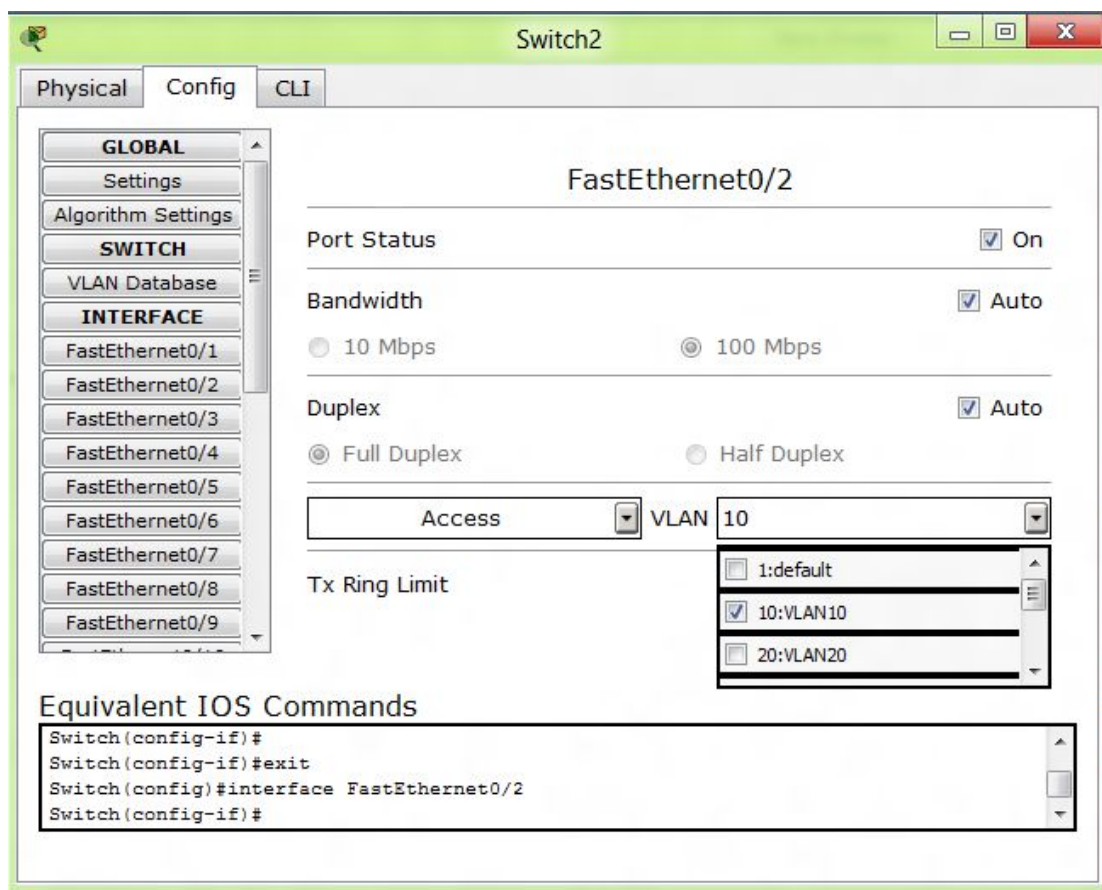 Switch2
Physical Config CLI
GLOBAL
Settings
Algorithm Settings
SWITCH
VLAN Database
INTERFACE
FastEthernet0/1
FastEthernet0/2
FastEthernet0/3
FastEthernet0/4
FastEthernet0/5
FastEthernet0/6
FastEthernet0/7
FastEthernet0/8
FastEthernet0/9
FastEthernet0/2
Port Status On
Bandwidth Auto
10 Mbps 100 Mbps
Duplex Auto
Full Duplex Half Duplex
Access VLAN 10
1:default
Tx Ring Limit
10:VLAN10
20:VLAN20
Equivalent IOS Commands
Switch(config-if)#
Switch(config-if)#exit
Switch(config)#interface FastEthernet0/2
Switch(config-if)#